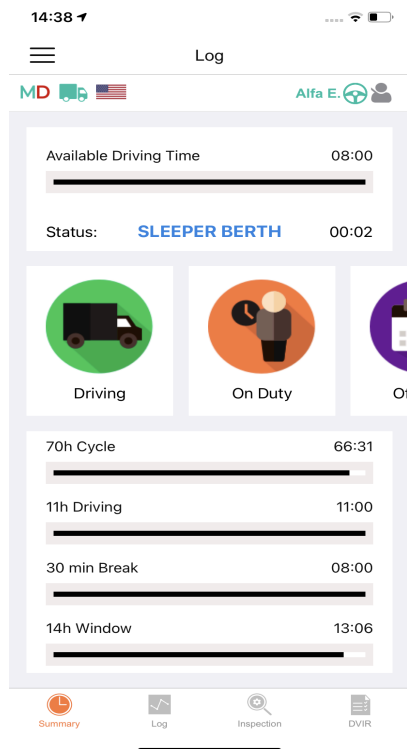 14:38
Log
MD
Alfa E.
Available Driving Time 08:00
Status: SLEEPER BERTH 00:02
Driving
On Duty
70h Cycle 66:31
11h Driving 11:00
30 min Break 08:00
14h Window 13:06
Summary
Log
Inspection
DVIR